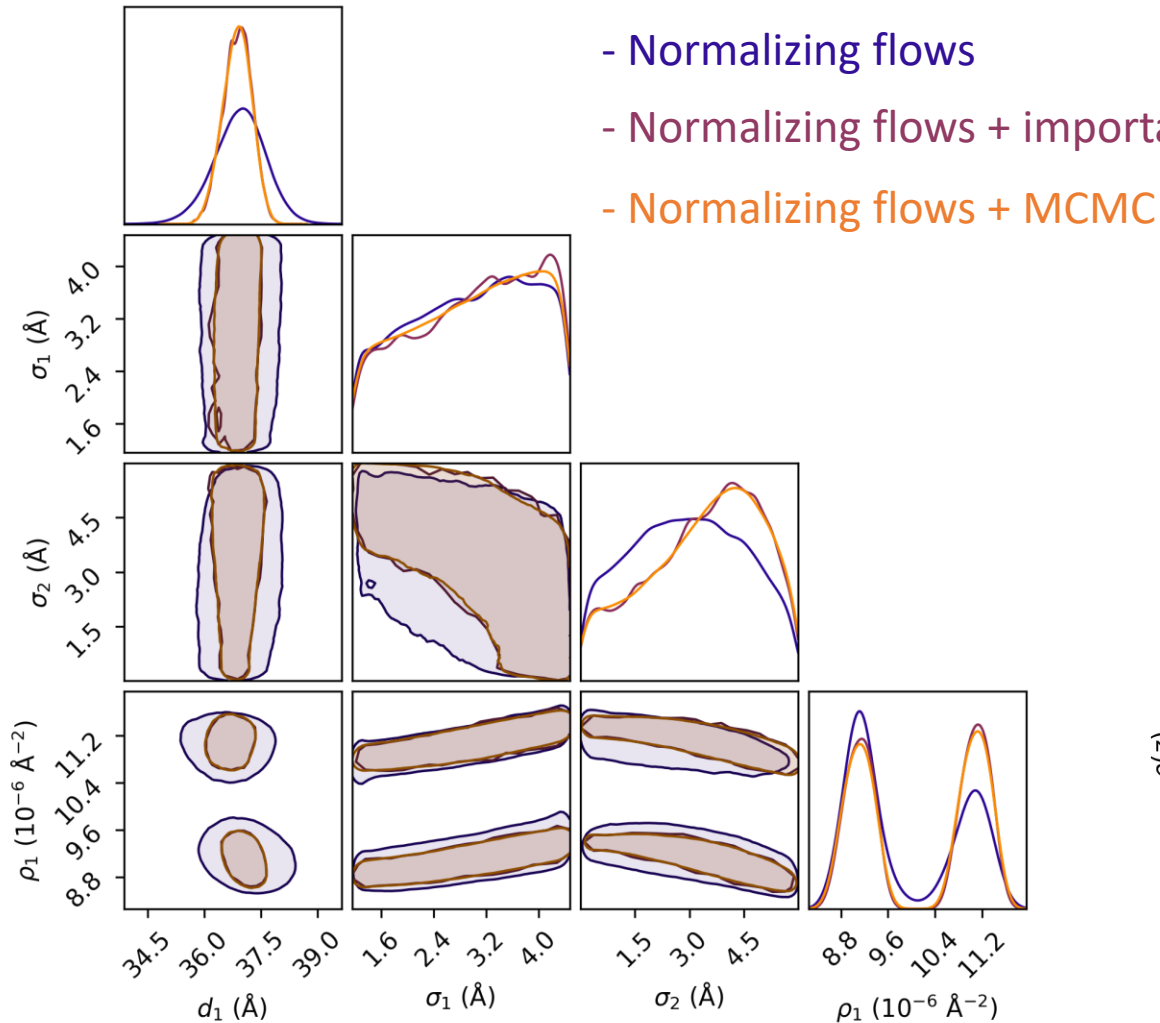 - Normalizing flows
- Normalizing flows + importa
- Normalizing flows + MCMC
σ₁ (Å)
4.0
3.2
2.4
1.6
σ₂ (Å)
4.5
3.0
1.5
ρ₁ (10⁻⁶ Å⁻²)
11.2
10.4
9.6
8.8
ρ(z)
34.5 36.0 37.5 39.0
1.6 2.4 3.2 4.0
1.5 3.0 4.5
8.8 9.6 10.4 11.2
d₁ (Å)
σ₁ (Å)
σ₂ (Å)
ρ₁ (10⁻⁶ Å⁻²)